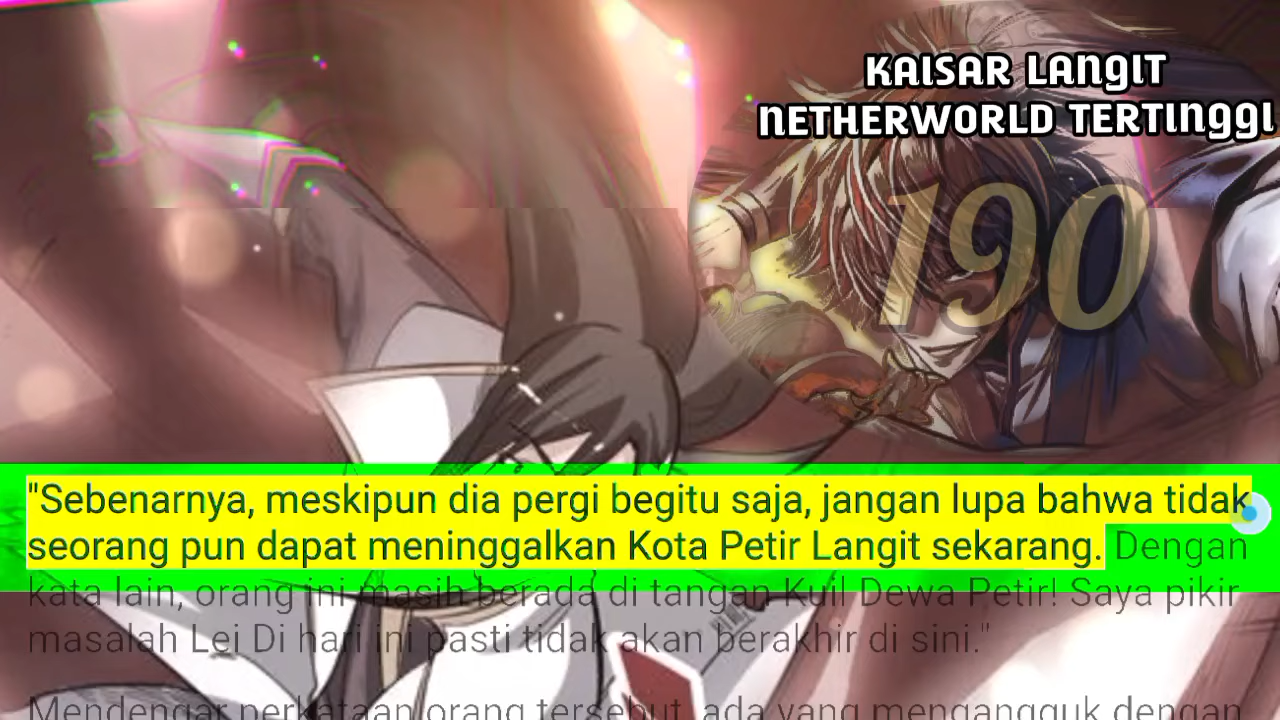 KAISAR LANGIT
NETHERWORLD TERTINGGI
190
"Sebenarnya, meskipun dia pergi begitu saja, jangan lupa bahwa tidak
seorang pun dapat meninggalkan Kota Petir Langit sekarang. Dengan
kata lain, orang ini masih berada di tangan Kuil Dewa Petir! Saya pikir
masalah Lei Di hari ini pasti tidak akan berakhir di sini."
Mendengar perkataan orang tersebut, ada yang mengangguk dengan